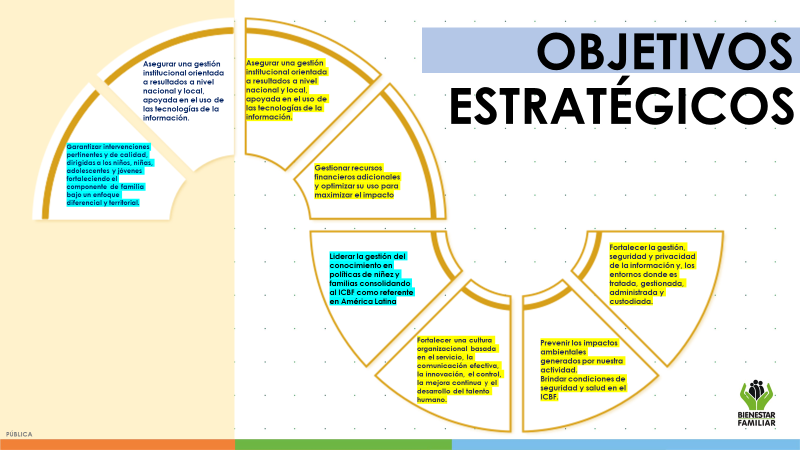 OBJETIVOS
ESTRATÉGICOS
Garantizar intervenciones
pertinentes y de calidad,
dirigidas a los niños, niñas,
adolescentes y jóvenes
fortaleciendo el
componente de familia
bajo un enfoque
diferencial y territorial.
Asegurar una gestión
institucional orientada
a resultados a nivel
nacional y local,
apoyada en el uso de
las tecnologías de la
información.
Asegurar una gestión
institucional orientada
a resultados a nivel
nacional y local,
apoyada en el uso de
las tecnologías de la
información.
Gestionar recursos
financieros adicionales
y optimizar su uso para
maximizar el impacto
Liderar la gestión del
conocimiento en
políticas de niñez y
familias consolidando
al ICBF como referente
en América Latina
Fortalecer una cultura
organizacional basada
en el servicio, la
comunicación efectiva,
la innovación, el control,
la mejora continua y el
desarrollo del talento
humano.
Prevenir los impactos
ambientales
generados por nuestra
actividad.
Brindar condiciones de
seguridad y salud en el
ICBF.
Fortalecer la gestión,
seguridad y privacidad
de la información y, los
entornos donde es
tratada, gestionada,
administrada y
custodiada.
BIENESTAR
FAMILIAR
PÚBLICA